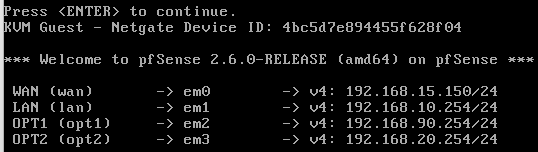 Press <ENTER> to continue.
KVM Guest - Netgate Device ID: 4bc5d7e894455f628f04
*** Welcome to pfSense 2.6.0-RELEASE (amd64) on pfSense ***
WAN (wan) -> em0 -> v4: 192.168.15.150/24
LAN (lan) -> em1 -> v4: 192.168.10.254/24
OPT1 (opt1) -> em2 -> v4: 192.168.90.254/24
OPT2 (opt2) -> em3 -> v4: 192.168.20.254/24